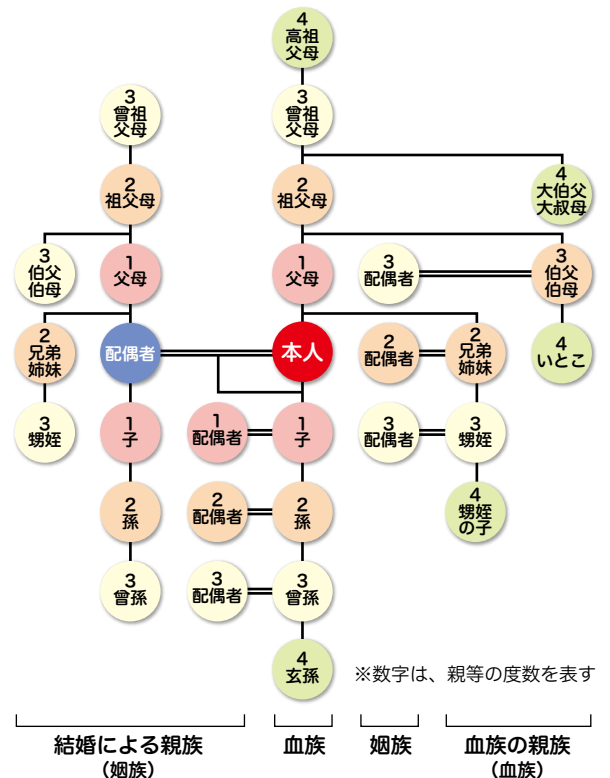 4
高祖
父母
3
曾祖
父母
3
曾祖
父母
2
祖父母
2
祖父母
4
大伯父
大叔母
3
伯父
伯母
1
父母
1
父母
3
配偶者
3
伯父
伯母
2
兄弟
姉妹
配偶者
本人
2
配偶者
2
兄弟
姉妹
4
いとこ
3
甥姪
1
子
1
配偶者
1
子
3
配偶者
3
甥姪
2
孫
2
配偶者
2
孫
4
甥姪
の子
3
曾孫
3
配偶者
3
曾孫
4
玄孫
※数字は、親等の度数を表す
結婚による親族
(姻族)
血族
姻族
血族の親族
(血族)